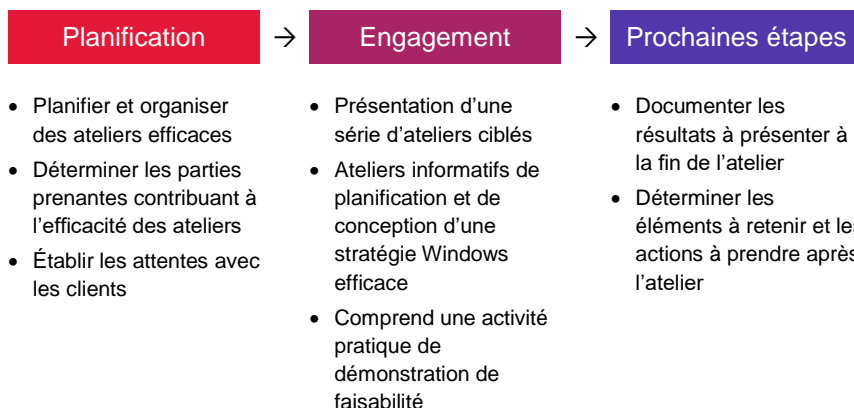 Planification → Engagement → Prochaines étapes
• Planifier et organiser
des ateliers efficaces
• Déterminer les parties
prenantes contribuant à
l’efficacité des ateliers
• Établir les attentes avec
les clients
• Présentation d’une
série d’ateliers ciblés
• Ateliers informatifs de
planification et de
conception d’une
stratégie Windows
efficace
• Comprend une activité
pratique de
démonstration de
faisabilité
• Documenter les
résultats à présenter à
la fin de l’atelier
• Déterminer les
éléments à retenir et les
actions à prendre après
l’atelier